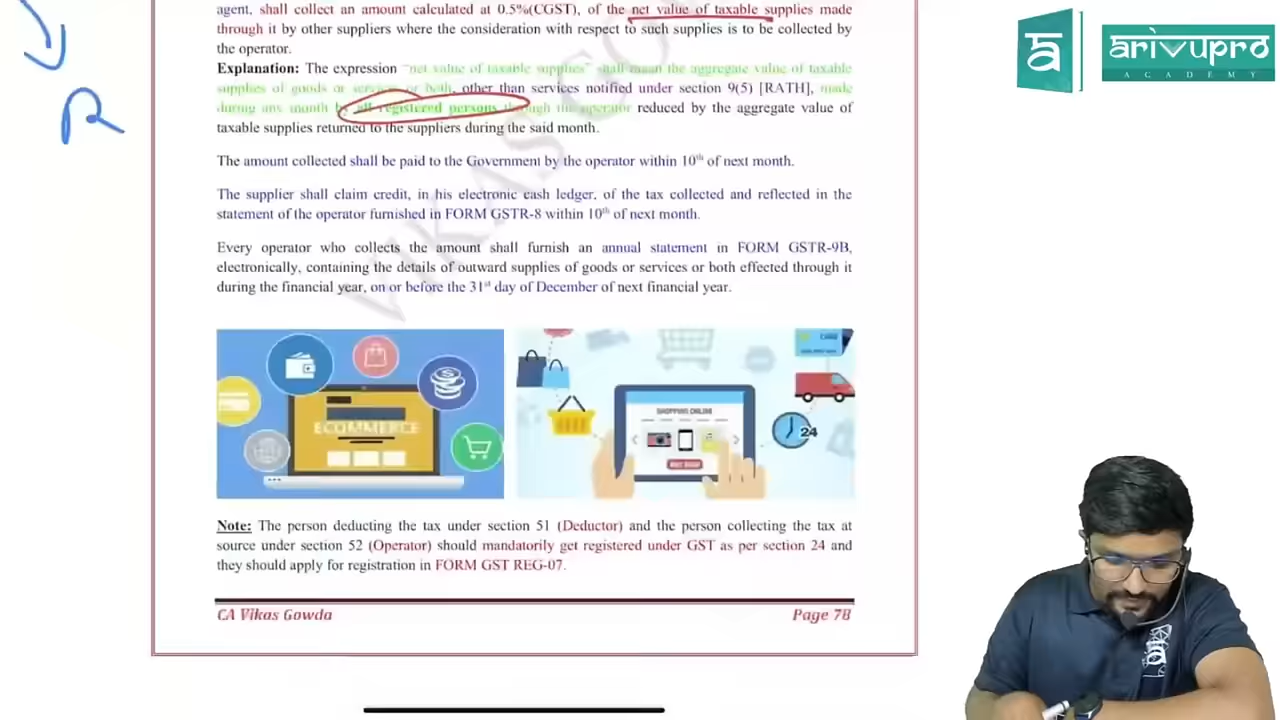 agent, shall collect an amount calculated at 0.5%(CGST), of the net value of taxable supplies made
through it by other suppliers where the consideration with respect to such supplies is to be collected by
the operator.
Explanation: The expression "net value of taxable supplies" shall mean the aggregate value of taxable
supplies of goods or services or both, other than services notified under section 9(5) [RATH], made
during any month by all registered persons through the operator reduced by the aggregate value of
taxable supplies returned to the suppliers during the said month.
The amount collected shall be paid to the Government by the operator within 10th of next month.
The supplier shall claim credit, in his electronic cash ledger, of the tax collected and reflected in the
statement of the operator furnished in FORM GSTR-8 within 10th of next month.
Every operator who collects the amount shall furnish an annual statement in FORM GSTR-9B,
electronically, containing the details of outward supplies of goods or services or both effected through it
during the financial year, on or before the 31st day of December of next financial year.
ECOMMERCE
SHOPPING ONLINE
24
Note: The person deducting the tax under section 51 (Deductor) and the person collecting the tax at
source under section 52 (Operator) should mandatorily get registered under GST as per section 24 and
they should apply for registration in FORM GST REG-07.
CA Vikas Gowda
Page 78
VIKAS GO
R
arivupro
ACADEMY